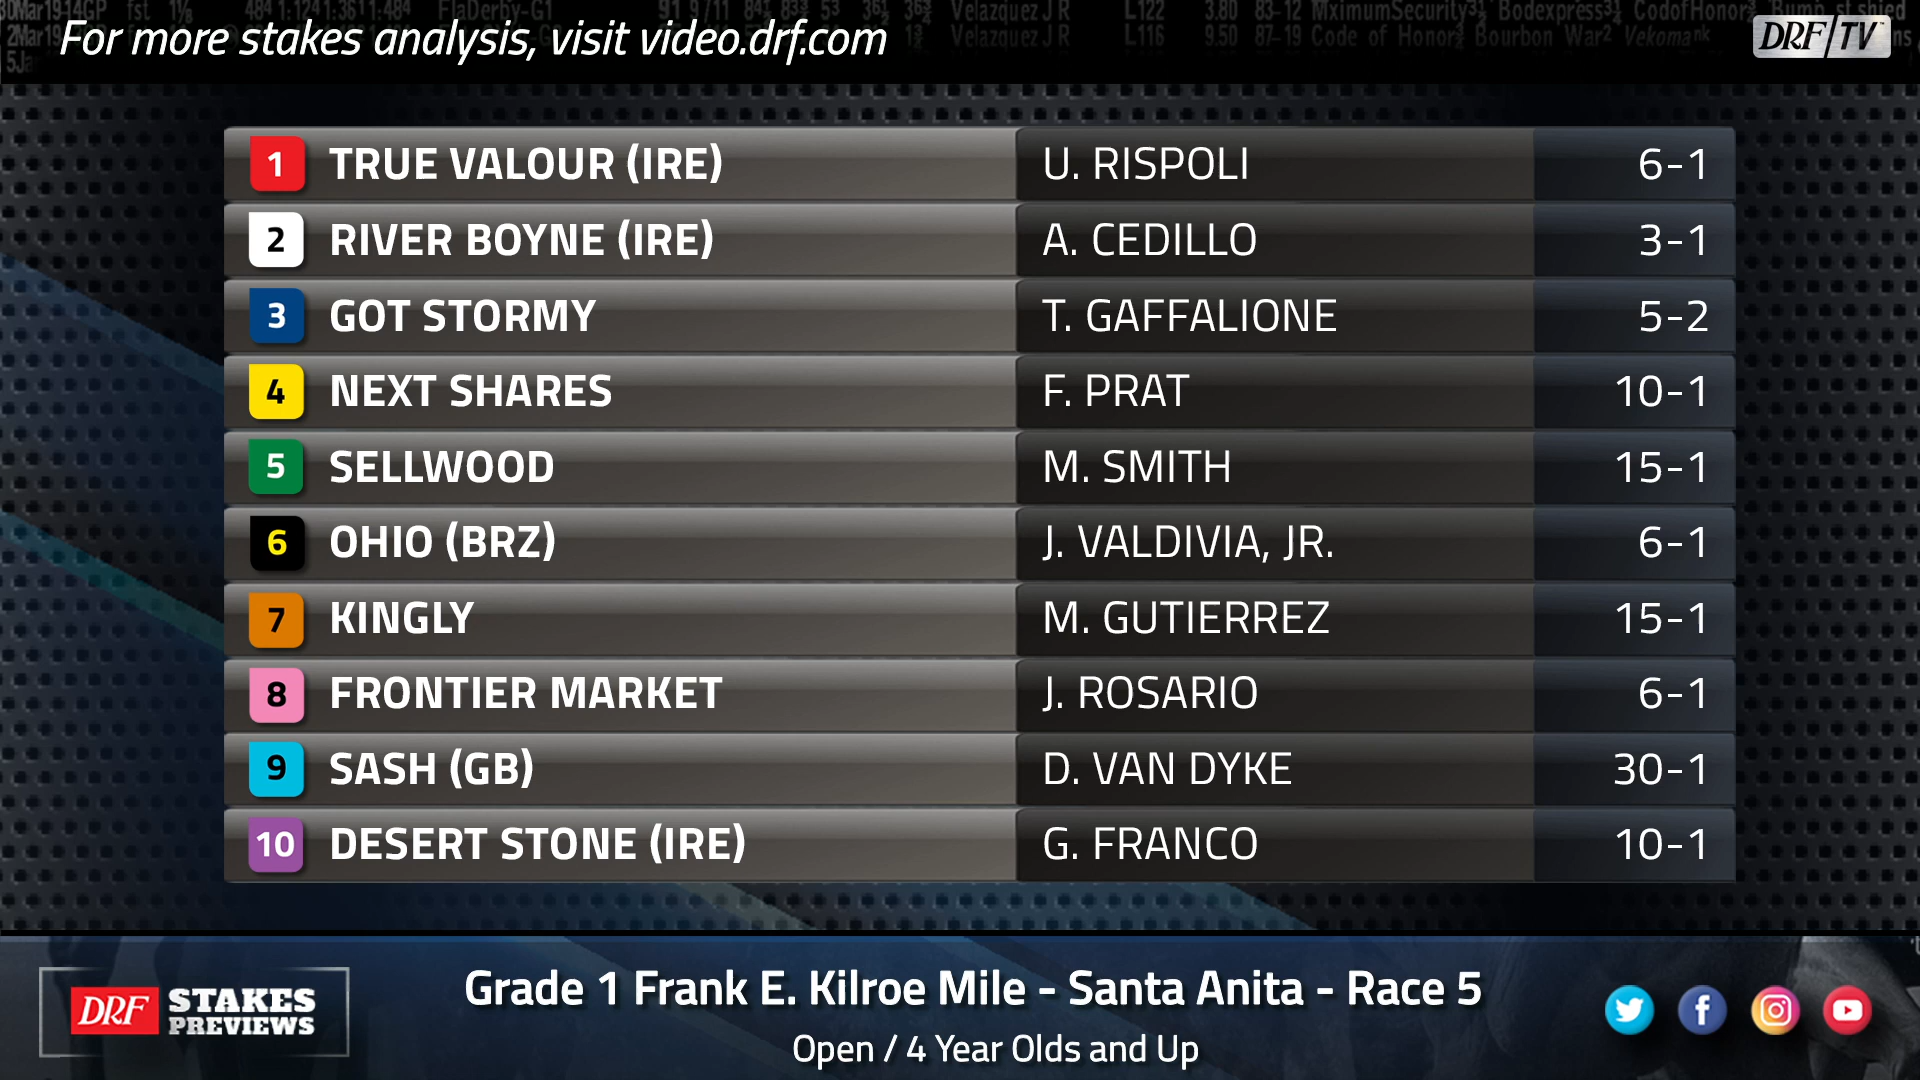 For more stakes analysis, visit video.drf.com
DRF TV
1 TRUE VALOUR (IRE) U. RISPOLI 6-1
2 RIVER BOYNE (IRE) A. CEDILLO 3-1
3 GOT STORMY T. GAFFALIONE 5-2
4 NEXT SHARES F. PRAT 10-1
5 SELLWOOD M. SMITH 15-1
6 OHIO (BRZ) J. VALDIVIA, JR. 6-1
7 KINGLY M. GUTIERREZ 15-1
8 FRONTIER MARKET J. ROSARIO 6-1
9 SASH (GB) D. VAN DYKE 30-1
10 DESERT STONE (IRE) G. FRANCO 10-1
DRF STAKES PREVIEWS
Grade 1 Frank E. Kilroe Mile - Santa Anita - Race 5
Open / 4 Year Olds and Up